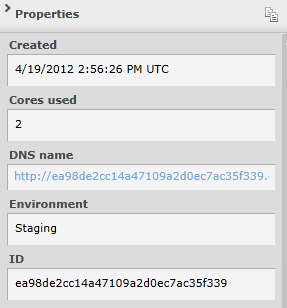 Properties
Created
4/19/2012 2:56:26 PM UTC
Cores used
2
DNS name
http://ea98de2cc14a47109a2d0ec7ac35f339.
Environment
Staging
ID
ea98de2cc14a47109a2d0ec7ac35f339